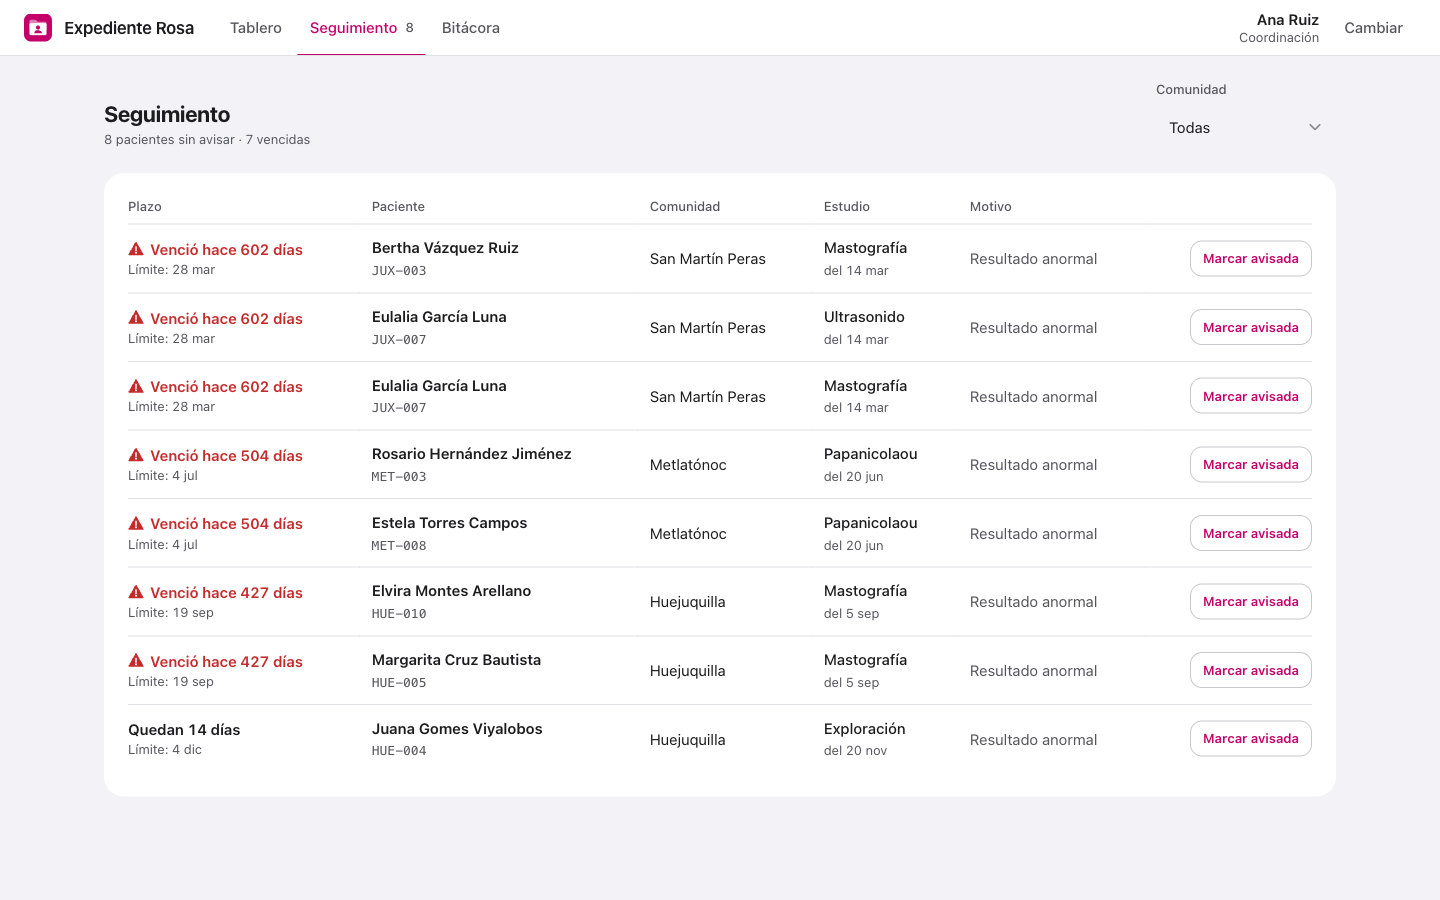 Expediente Rosa
Tablero
Seguimiento 8
Bitácora
Ana Ruiz
Coordinación
Cambiar
Seguimiento
8 pacientes sin avisar · 7 vencidas
Comunidad
Todas
Plazo Paciente Comunidad Estudio Motivo
Venció hace 602 días Bertha Vázquez Ruiz San Martín Peras Mastografía Resultado anormal Marcar avisada
Límite: 28 mar JUX-003 del 14 mar
Venció hace 602 días Eulalia García Luna San Martín Peras Ultrasonido Resultado anormal Marcar avisada
Límite: 28 mar JUX-007 del 14 mar
Venció hace 602 días Eulalia García Luna San Martín Peras Mastografía Resultado anormal Marcar avisada
Límite: 28 mar JUX-007 del 14 mar
Venció hace 504 días Rosario Hernández Jiménez Metlatónoc Papanicolaou Resultado anormal Marcar avisada
Límite: 4 jul MET-003 del 20 jun
Venció hace 504 días Estela Torres Campos Metlatónoc Papanicolaou Resultado anormal Marcar avisada
Límite: 4 jul MET-008 del 20 jun
Venció hace 427 días Elvira Montes Arellano Huejuquilla Mastografía Resultado anormal Marcar avisada
Límite: 19 sep HUE-010 del 5 sep
Venció hace 427 días Margarita Cruz Bautista Huejuquilla Mastografía Resultado anormal Marcar avisada
Límite: 19 sep HUE-005 del 5 sep
Quedan 14 días Juana Gomes Viyalobos Huejuquilla Exploración Resultado anormal Marcar avisada
Límite: 4 dic HUE-004 del 20 nov